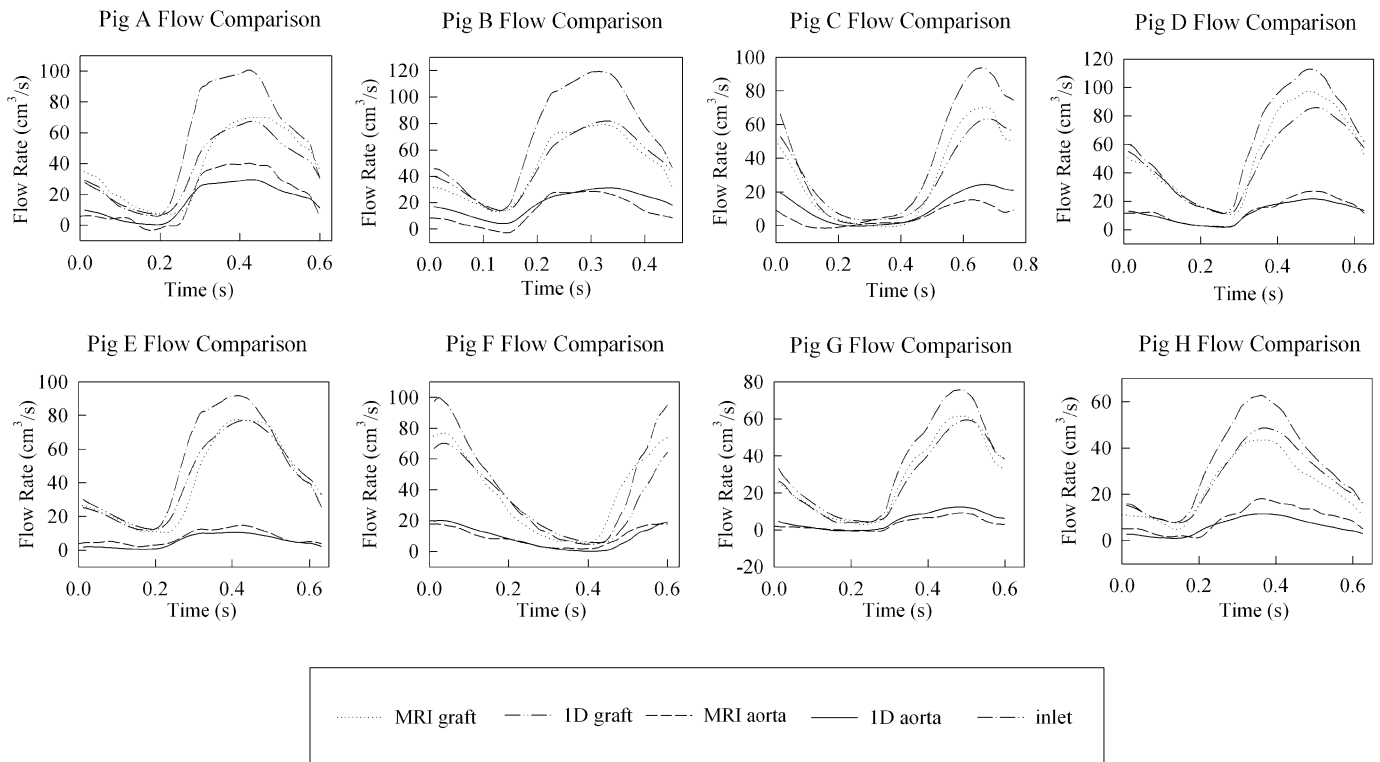 Pig A Flow Comparison
Flow Rate (cm³/s)
100
80
60
40
20
0
0.0 0.2 0.4 0.6
Time (s)
Pig B Flow Comparison
Flow Rate (cm³/s)
120
100
80
60
40
20
0
0.0 0.1 0.2 0.3 0.4
Time (s)
Pig C Flow Comparison
Flow Rate (cm³/s)
100
80
60
40
20
0
0.0 0.2 0.4 0.6 0.8
Time (s)
Pig D Flow Comparison
Flow Rate (cm³/s)
120
100
80
60
40
20
0
0.0 0.2 0.4 0.6
Time (s)
Pig E Flow Comparison
Flow Rate (cm³/s)
100
80
60
40
20
0
0.0 0.2 0.4 0.6
Time (s)
Pig F Flow Comparison
Flow Rate (cm³/s)
100
80
60
40
20
0
0.0 0.2 0.4 0.6
Time (s)
Pig G Flow Comparison
Flow Rate (cm³/s)
80
60
40
20
0
-20
0.0 0.2 0.4 0.6
Time (s)
Pig H Flow Comparison
Flow Rate (cm³/s)
60
40
20
0
0.0 0.2 0.4 0.6
Time (s)
MRI graft 1D graft MRI aorta 1D aorta inlet